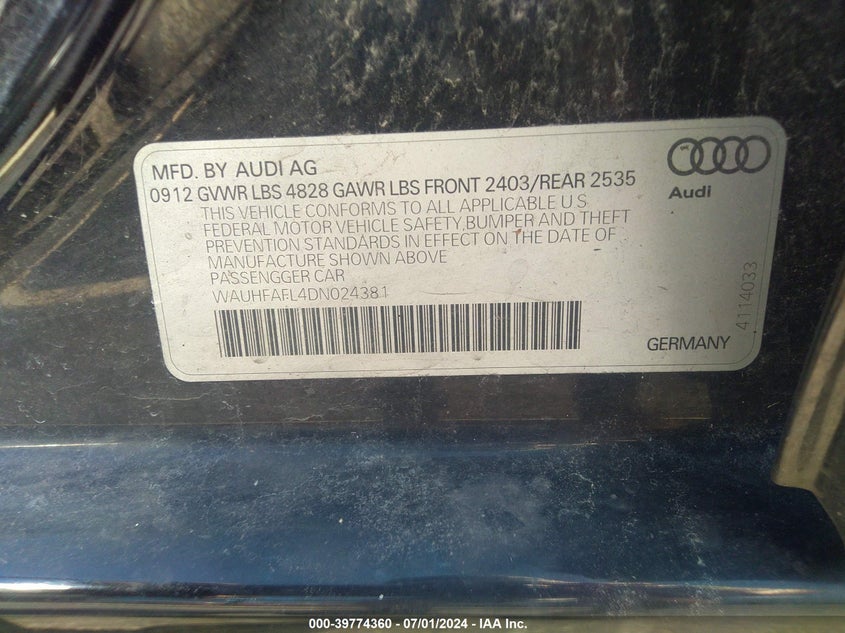 MFD. BY AUDI AG
0912 GVWR LBS 4828 GAWR LBS FRONT 2403/REAR 2535
THIS VEHICLE CONFORMS TO ALL APPLICABLE U S
FEDERAL MOTOR VEHICLE SAFETY,BUMPER AND THEFT
PREVENTION STANDARDS IN EFFECT ON THE DATE OF
MANUFACTURE SHOWN ABOVE
PASSENGGER CAR
WAUHFAFL4DN024381
Audi
4114033
GERMANY
000-39774360 - 07/01/2024 - IAA Inc.